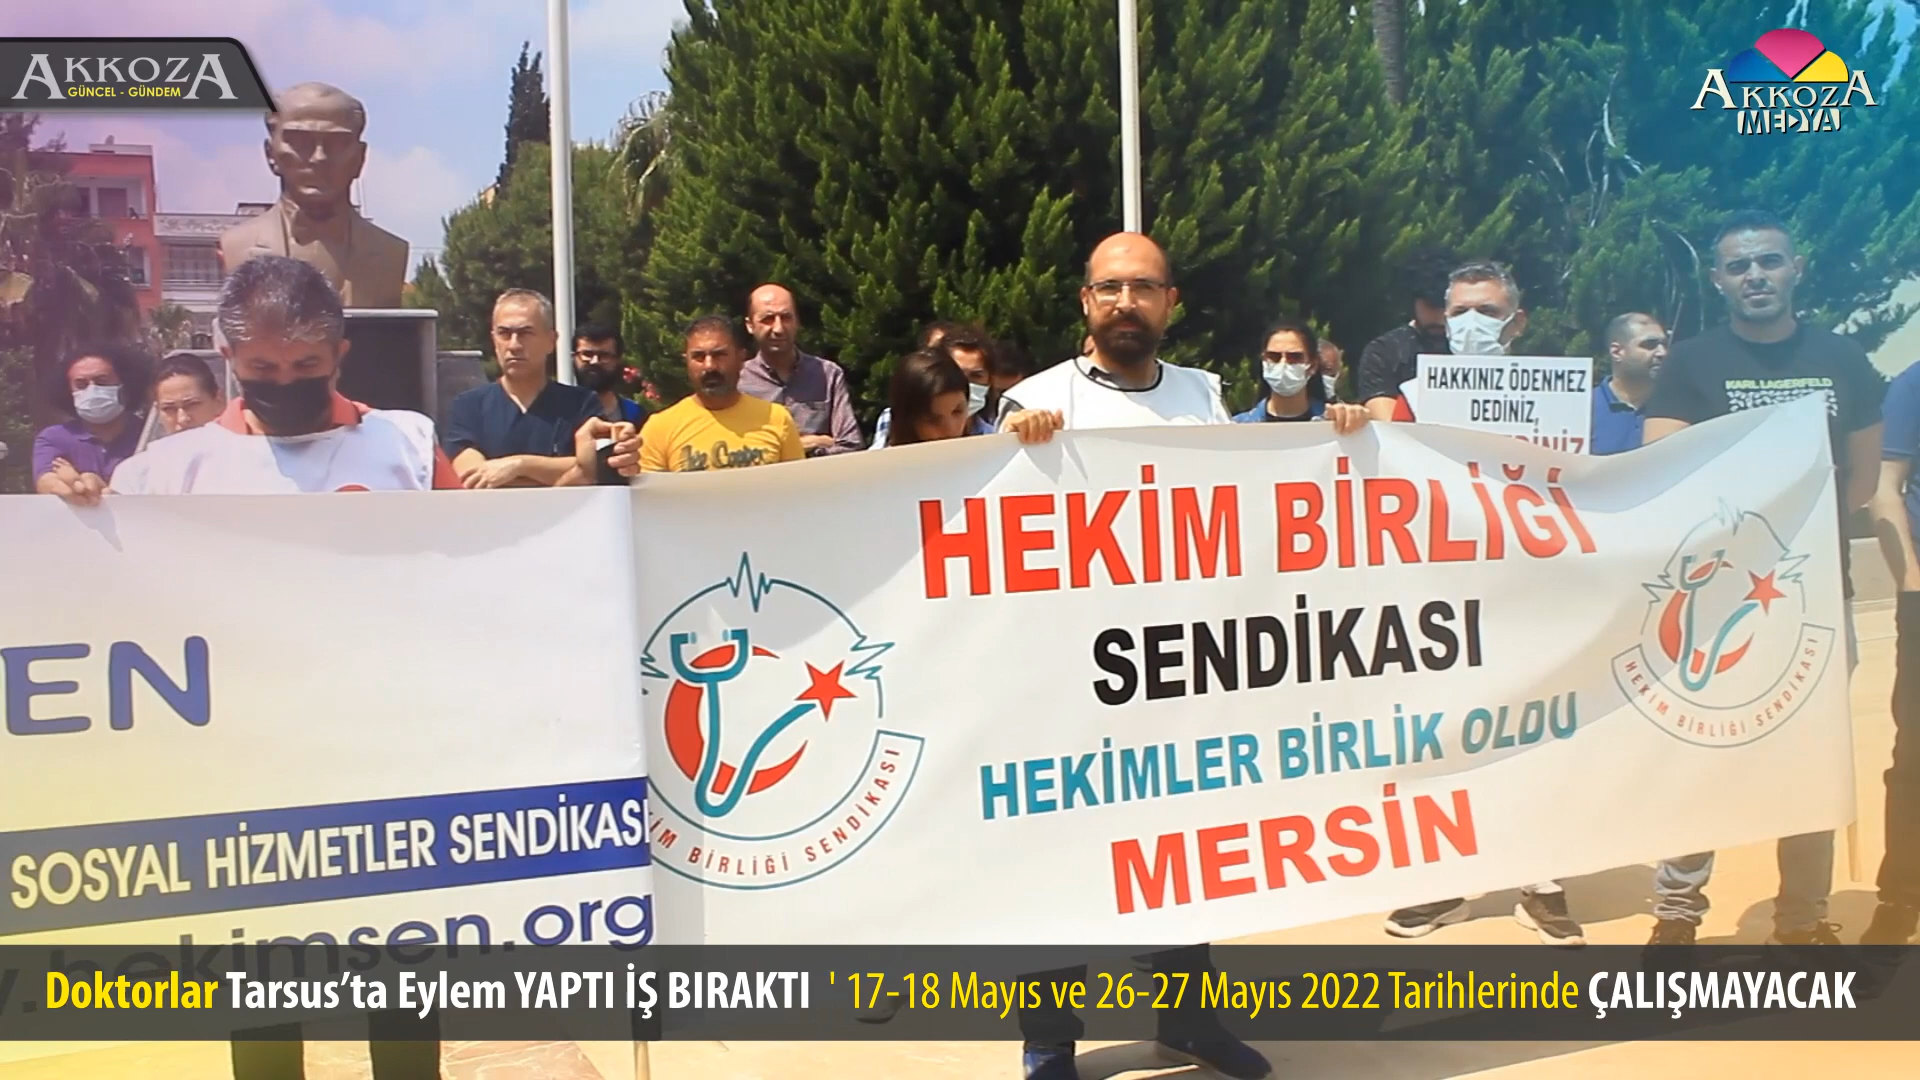 AKKOZA
GÜNCEL - GÜNDEM
AKKOZA
MEDYA
HAKKINIZ ÖDENMEZ
DEDİNİZ,
KARL LAGERFELD
HEKİM BİRLİĞİ
SENDİKASI
HEKİMLER BİRLİK OLDU
MERSİN
BİRLİĞİ SENDİKASI
HEKİM BİRLİĞİ SENDİKASI
EN
SOSYAL HİZMETLER SENDİKASI
.hekimsen.org
Doktorlar Tarsus’ta Eylem YAPTI İŞ BIRAKTI ' 17-18 Mayıs ve 26-27 Mayıs 2022 Tarihlerinde ÇALIŞMAYACAK